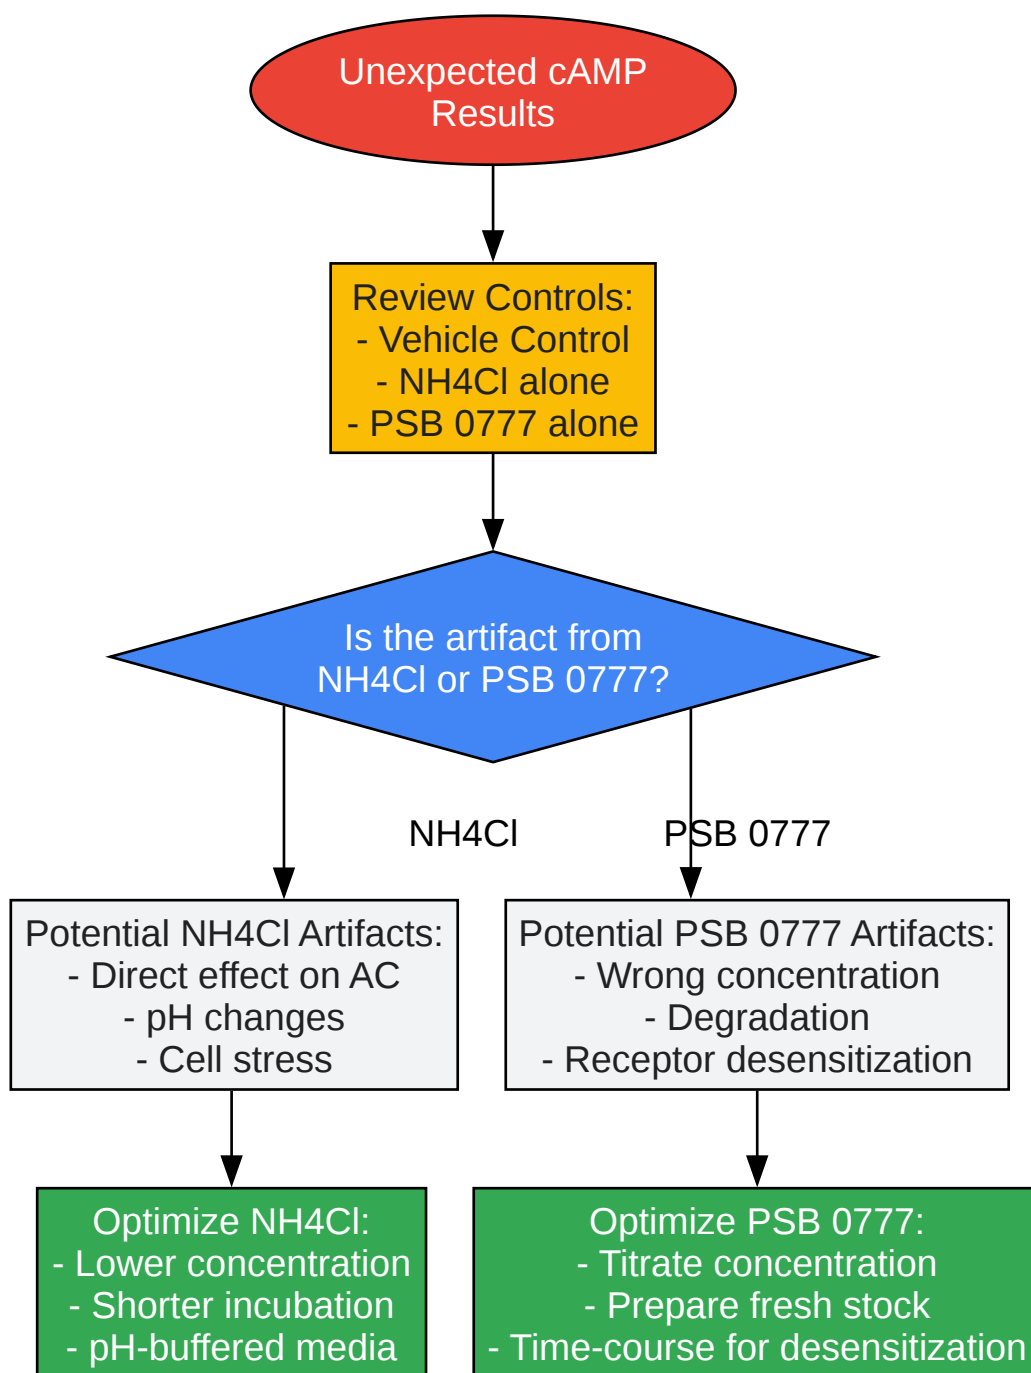 Unexpected cAMP
Results
Review Controls:
- Vehicle Control
- NH4Cl alone
- PSB 0777 alone
Is the artifact from
NH4Cl or PSB 0777?
NH4Cl
PSB 0777
Potential NH4Cl Artifacts:
- Direct effect on AC
- pH changes
- Cell stress
Potential PSB 0777 Artifacts:
- Wrong concentration
- Degradation
- Receptor desensitization
Optimize NH4Cl:
- Lower concentration
- Shorter incubation
- pH-buffered media
Optimize PSB 0777:
- Titrate concentration
- Prepare fresh stock
- Time-course for desensitization